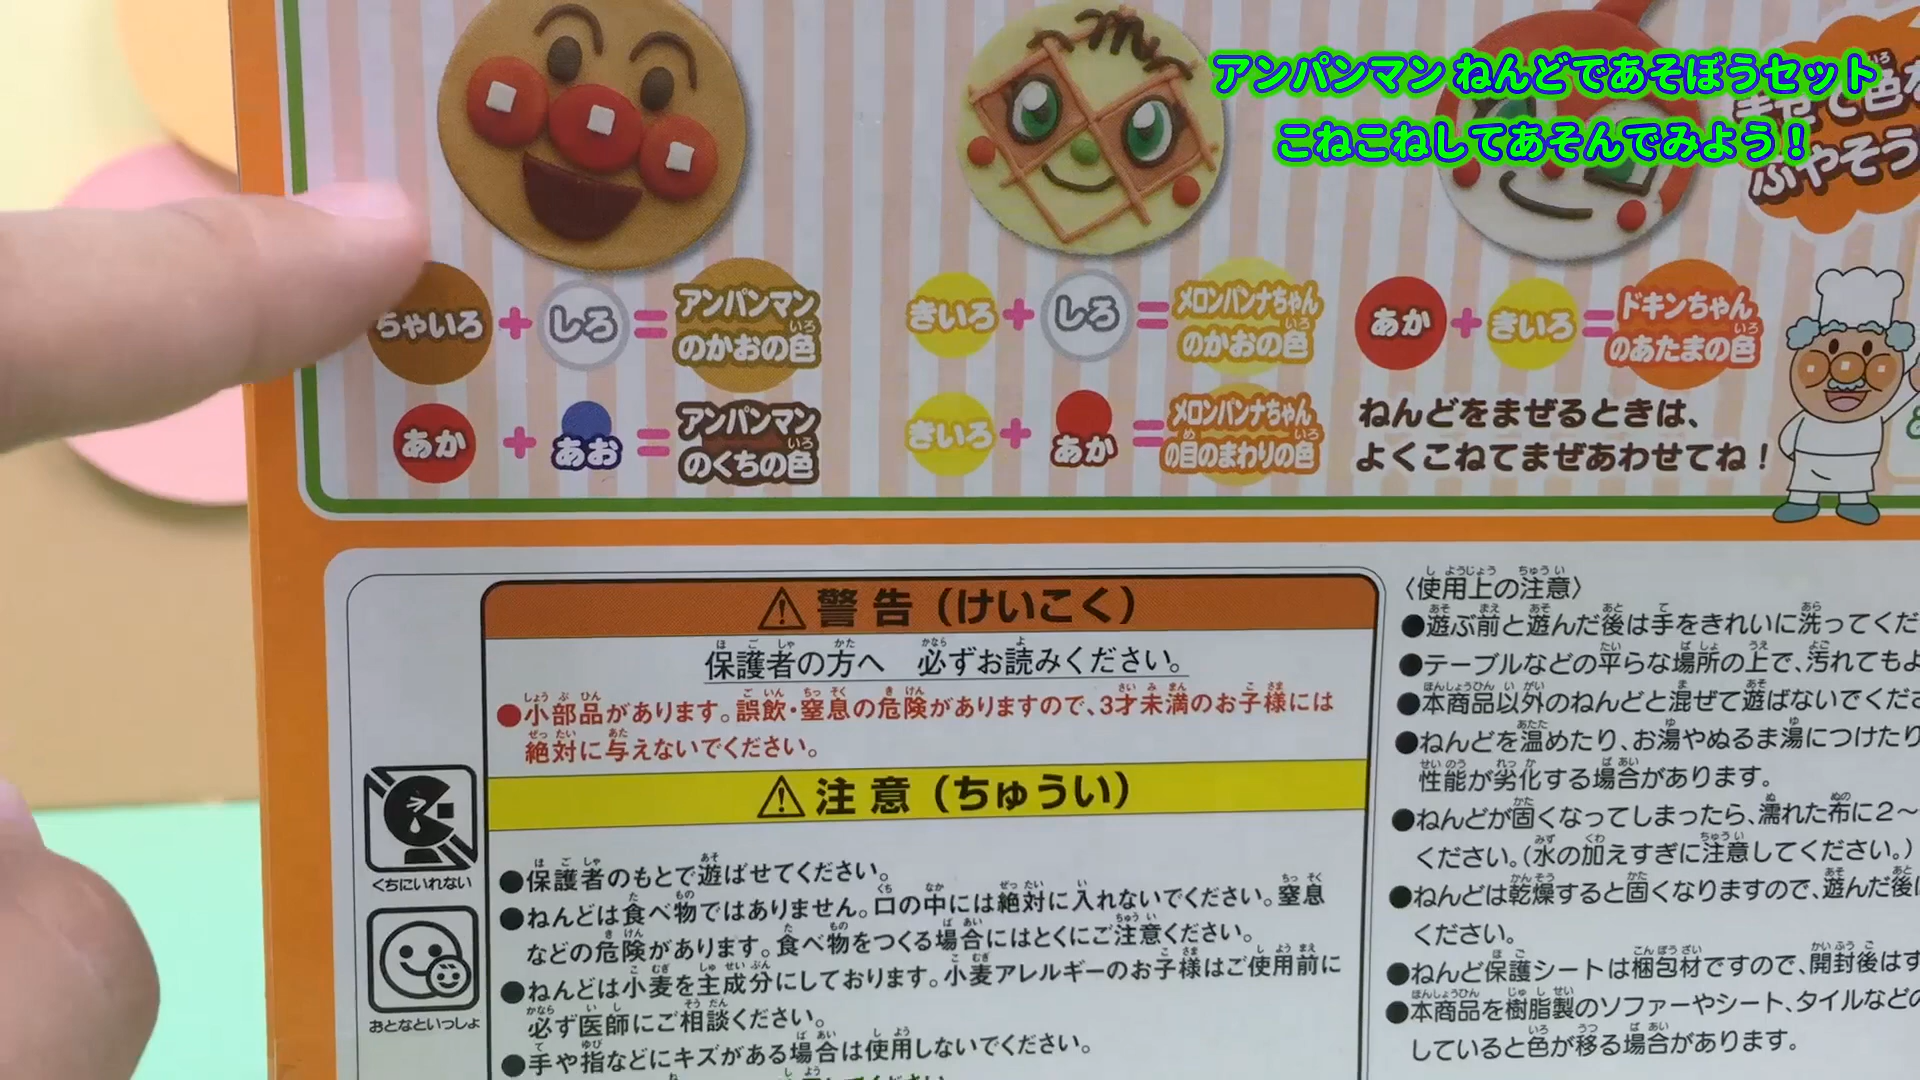 アンパンマン ねんどであそぼうセット
こねこねしてあそんでみよう！
ふやそう
ちゃいろ + しろ = アンパンマンのかおの色
あか + あお = アンパンマンのくちの色
きいろ + しろ = メロンパンナちゃんのかおの色
きいろ + あか = メロンパンナちゃんの目のまわりの色
あか + きいろ = ドキンちゃんのあたまの色
ねんどをまぜるときは、
よくこねてまぜあわせてね！
⚠警告（けいこく）
保護者の方へ 必ずお読みください。
●小部品があります。誤飲・窒息の危険がありますので、3才未満のお子様には
絶対に与えないでください。
⚠注意（ちゅうい）
●保護者のもとで遊ばせてください。
●ねんどは食べ物ではありません。口の中には絶対に入れないでください。窒息
などの危険があります。食べ物をつくる場合にはとくにご注意ください。
●ねんどは小麦を主成分にしております。小麦アレルギーのお子様はご使用前に
必ず医師にご相談ください。
●手や指などにキズがある場合は使用しないでください。
くちにいれない
おとなといっしょ
〈使用上の注意〉
●遊ぶ前と遊んだ後は手をきれいに洗ってくだ
●テーブルなどの平らな場所の上で、汚れてもよ
●本商品以外のねんどと混ぜて遊ばないでくださ
●ねんどを温めたり、お湯やぬるま湯につけたり
性能が劣化する場合があります。
●ねんどが固くなってしまったら、濡れた布に2～
ください。（水の加えすぎに注意してください。）
●ねんどは乾燥すると固くなりますので、遊んだ後に
ください。
●ねんど保護シートは梱包材ですので、開封後はす
●本商品を樹脂製のソファーやシート、タイルなどの
していると色が移る場合があります。